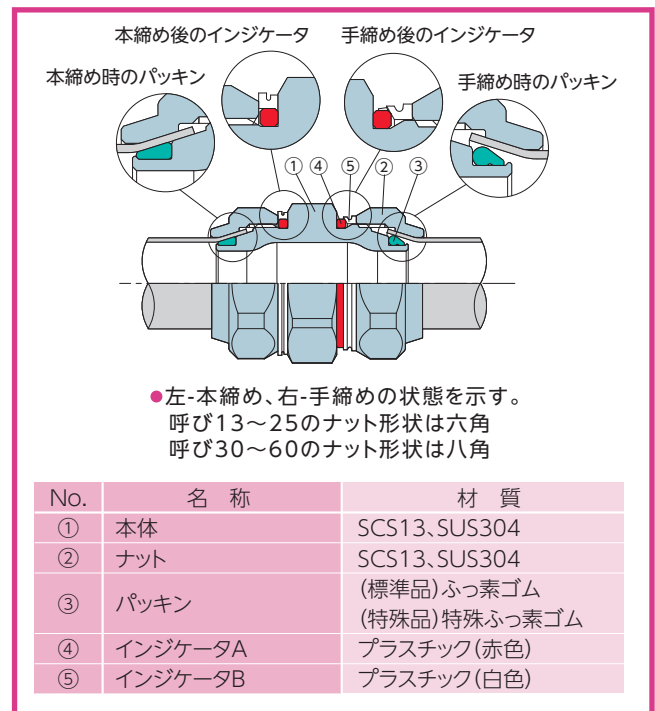 本締め後のインジケータ 手締め後のインジケータ
本締め時のパッキン 手締め時のパッキン
① ④ ⑤ ② ③
●左-本締め、右-手締めの状態を示す。
呼び13～25のナット形状は六角
呼び30～60のナット形状は八角
No. 名 称 材 質
① 本体 SCS13、SUS304
② ナット SCS13、SUS304
③ パッキン (標準品)ふっ素ゴム
(特殊品)特殊ふっ素ゴム
④ インジケータA プラスチック(赤色)
⑤ インジケータB プラスチック(白色)